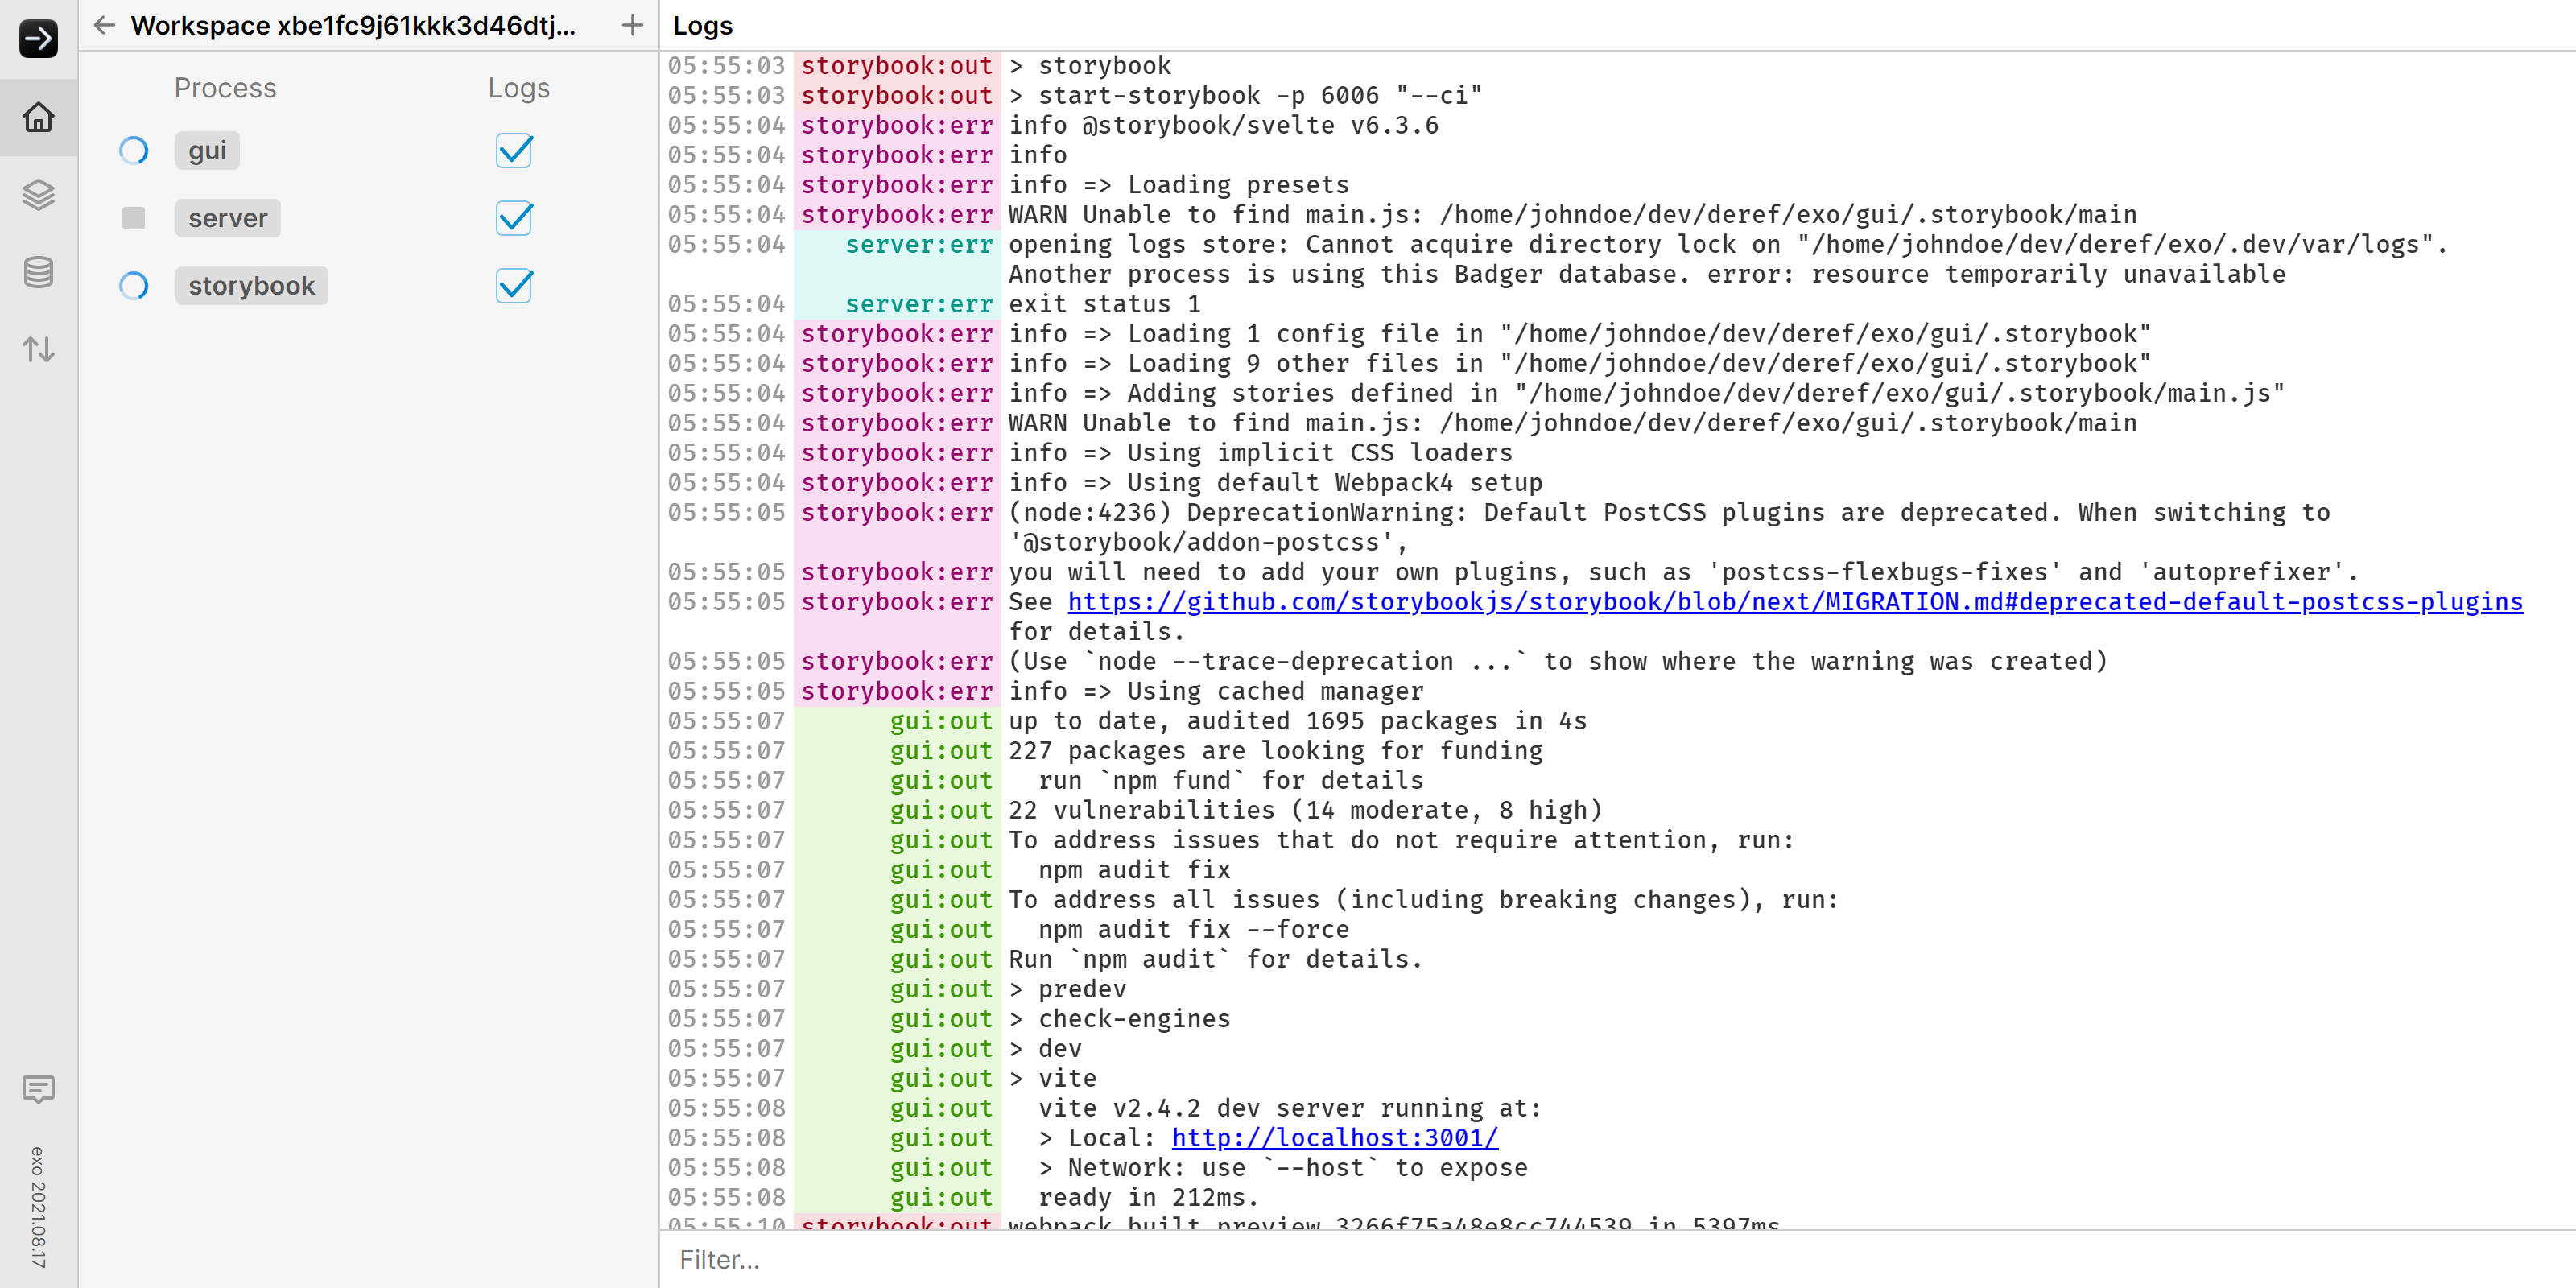 Workspace xbe1fc9j61kkk3d46dtj...
Process Logs
gui
server
storybook
exo 2021.08.17
Logs
05:55:03 storybook:out > storybook
05:55:03 storybook:out > start-storybook -p 6006 "--ci"
05:55:04 storybook:err info @storybook/svelte v6.3.6
05:55:04 storybook:err info
05:55:04 storybook:err info => Loading presets
05:55:04 storybook:err WARN Unable to find main.js: /home/johndoe/dev/deref/exo/gui/.storybook/main
05:55:04 server:err opening logs store: Cannot acquire directory lock on "/home/johndoe/dev/deref/exo/.dev/var/logs".
Another process is using this Badger database. error: resource temporarily unavailable
05:55:04 server:err exit status 1
05:55:04 storybook:err info => Loading 1 config file in "/home/johndoe/dev/deref/exo/gui/.storybook"
05:55:04 storybook:err info => Loading 9 other files in "/home/johndoe/dev/deref/exo/gui/.storybook"
05:55:04 storybook:err info => Adding stories defined in "/home/johndoe/dev/deref/exo/gui/.storybook/main.js"
05:55:04 storybook:err WARN Unable to find main.js: /home/johndoe/dev/deref/exo/gui/.storybook/main
05:55:04 storybook:err info => Using implicit CSS loaders
05:55:04 storybook:err info => Using default Webpack4 setup
05:55:05 storybook:err (node:4236) DeprecationWarning: Default PostCSS plugins are deprecated. When switching to
'@storybook/addon-postcss',
05:55:05 storybook:err you will need to add your own plugins, such as 'postcss-flexbugs-fixes' and 'autoprefixer'.
05:55:05 storybook:err See https://github.com/storybookjs/storybook/blob/next/MIGRATION.md#deprecated-default-postcss-plugins
for details.
05:55:05 storybook:err (Use `node --trace-deprecation ...` to show where the warning was created)
05:55:05 storybook:err info => Using cached manager
05:55:07 gui:out up to date, audited 1695 packages in 4s
05:55:07 gui:out 227 packages are looking for funding
05:55:07 gui:out run `npm fund` for details
05:55:07 gui:out 22 vulnerabilities (14 moderate, 8 high)
05:55:07 gui:out To address issues that do not require attention, run:
05:55:07 gui:out npm audit fix
05:55:07 gui:out To address all issues (including breaking changes), run:
05:55:07 gui:out npm audit fix --force
05:55:07 gui:out Run `npm audit` for details.
05:55:07 gui:out > predev
05:55:07 gui:out > check-engines
05:55:07 gui:out > dev
05:55:07 gui:out > vite
05:55:08 gui:out vite v2.4.2 dev server running at:
05:55:08 gui:out > Local: http://localhost:3001/
05:55:08 gui:out > Network: use `--host` to expose
05:55:08 gui:out ready in 212ms.
05:55:10 storybook:out webpack built preview 3266f75a48e8cc744539 in 5397ms
Filter...